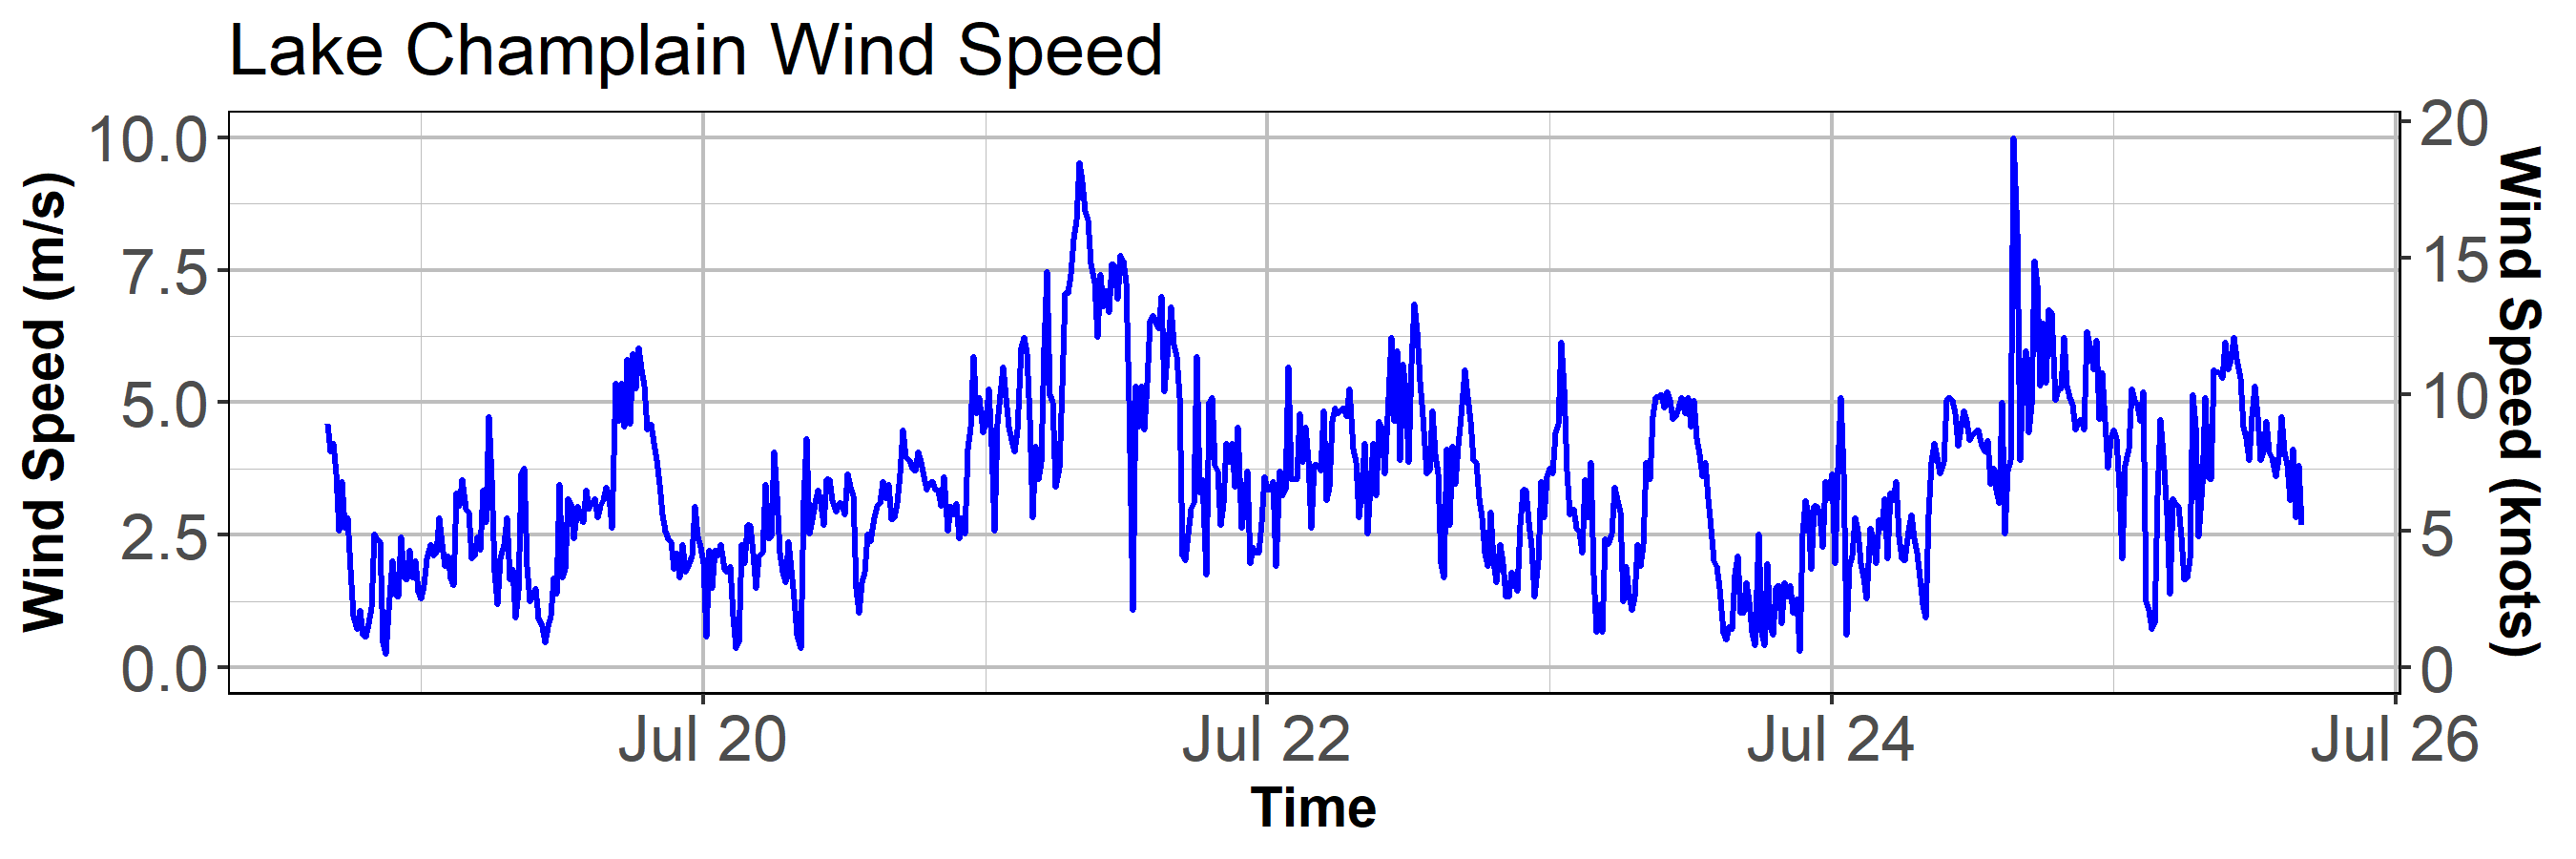 Lake Champlain Wind Speed
Wind Speed (m/s)
10.0
7.5
5.0
2.5
0.0
20
15
10
5
0
Wind Speed (knots)
Jul 20
Jul 22
Jul 24
Jul 26
Time